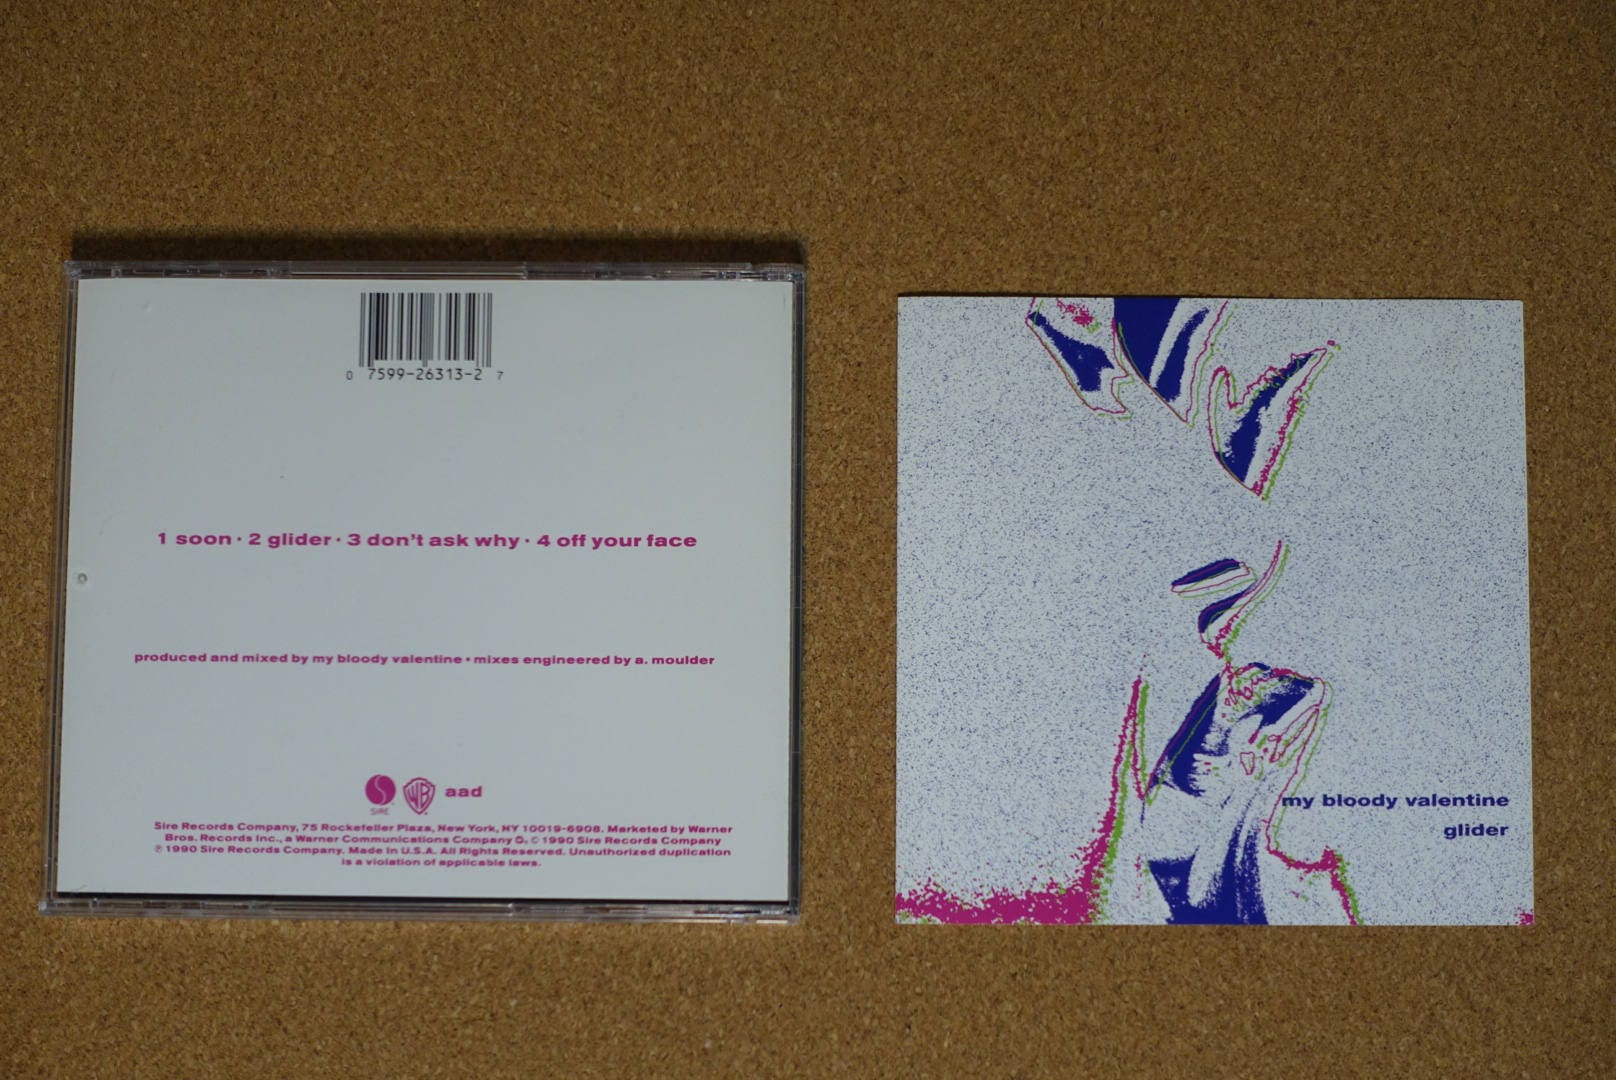 0 7599-26313-2 7
1 soon · 2 glider · 3 don't ask why · 4 off your face
produced and mixed by my bloody valentine • mixes engineered by a. moulder
SIRE WB aad
Sire Records Company, 75 Rockefeller Plaza, New York, NY 10019-6908. Marketed by Warner
Bros. Records Inc., a Warner Communications Company Ⓟ, © 1990 Sire Records Company
℗ 1990 Sire Records Company. Made in U.S.A. All Rights Reserved. Unauthorized duplication
is a violation of applicable laws.
my bloody valentine
glider